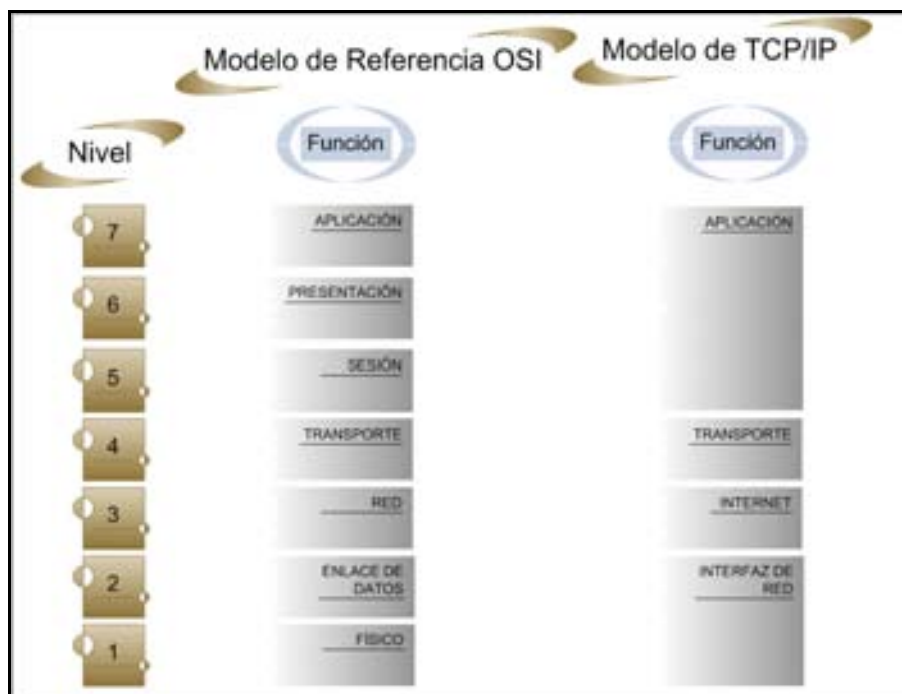 Modelo de Referencia OSI
Modelo de TCP/IP
Nivel
Función
Función
7
APLICACIÓN
APLICACIÓN
6
PRESENTACIÓN
5
SESIÓN
4
TRANSPORTE
TRANSPORTE
3
RED
INTERNET
2
ENLACE DE
DATOS
INTERFAZ DE
RED
1
FÍSICO